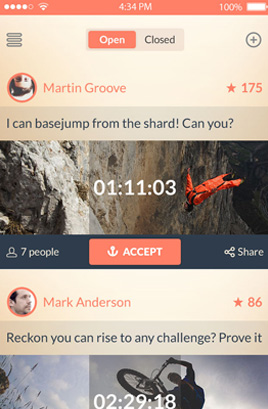 4:34 PM 100%
Open Closed
Martin Groove 175
I can basejump from the shard! Can you?
01:11:03
7 people ACCEPT Share
Mark Anderson 86
Reckon you can rise to any challenge? Prove it
02:29:18